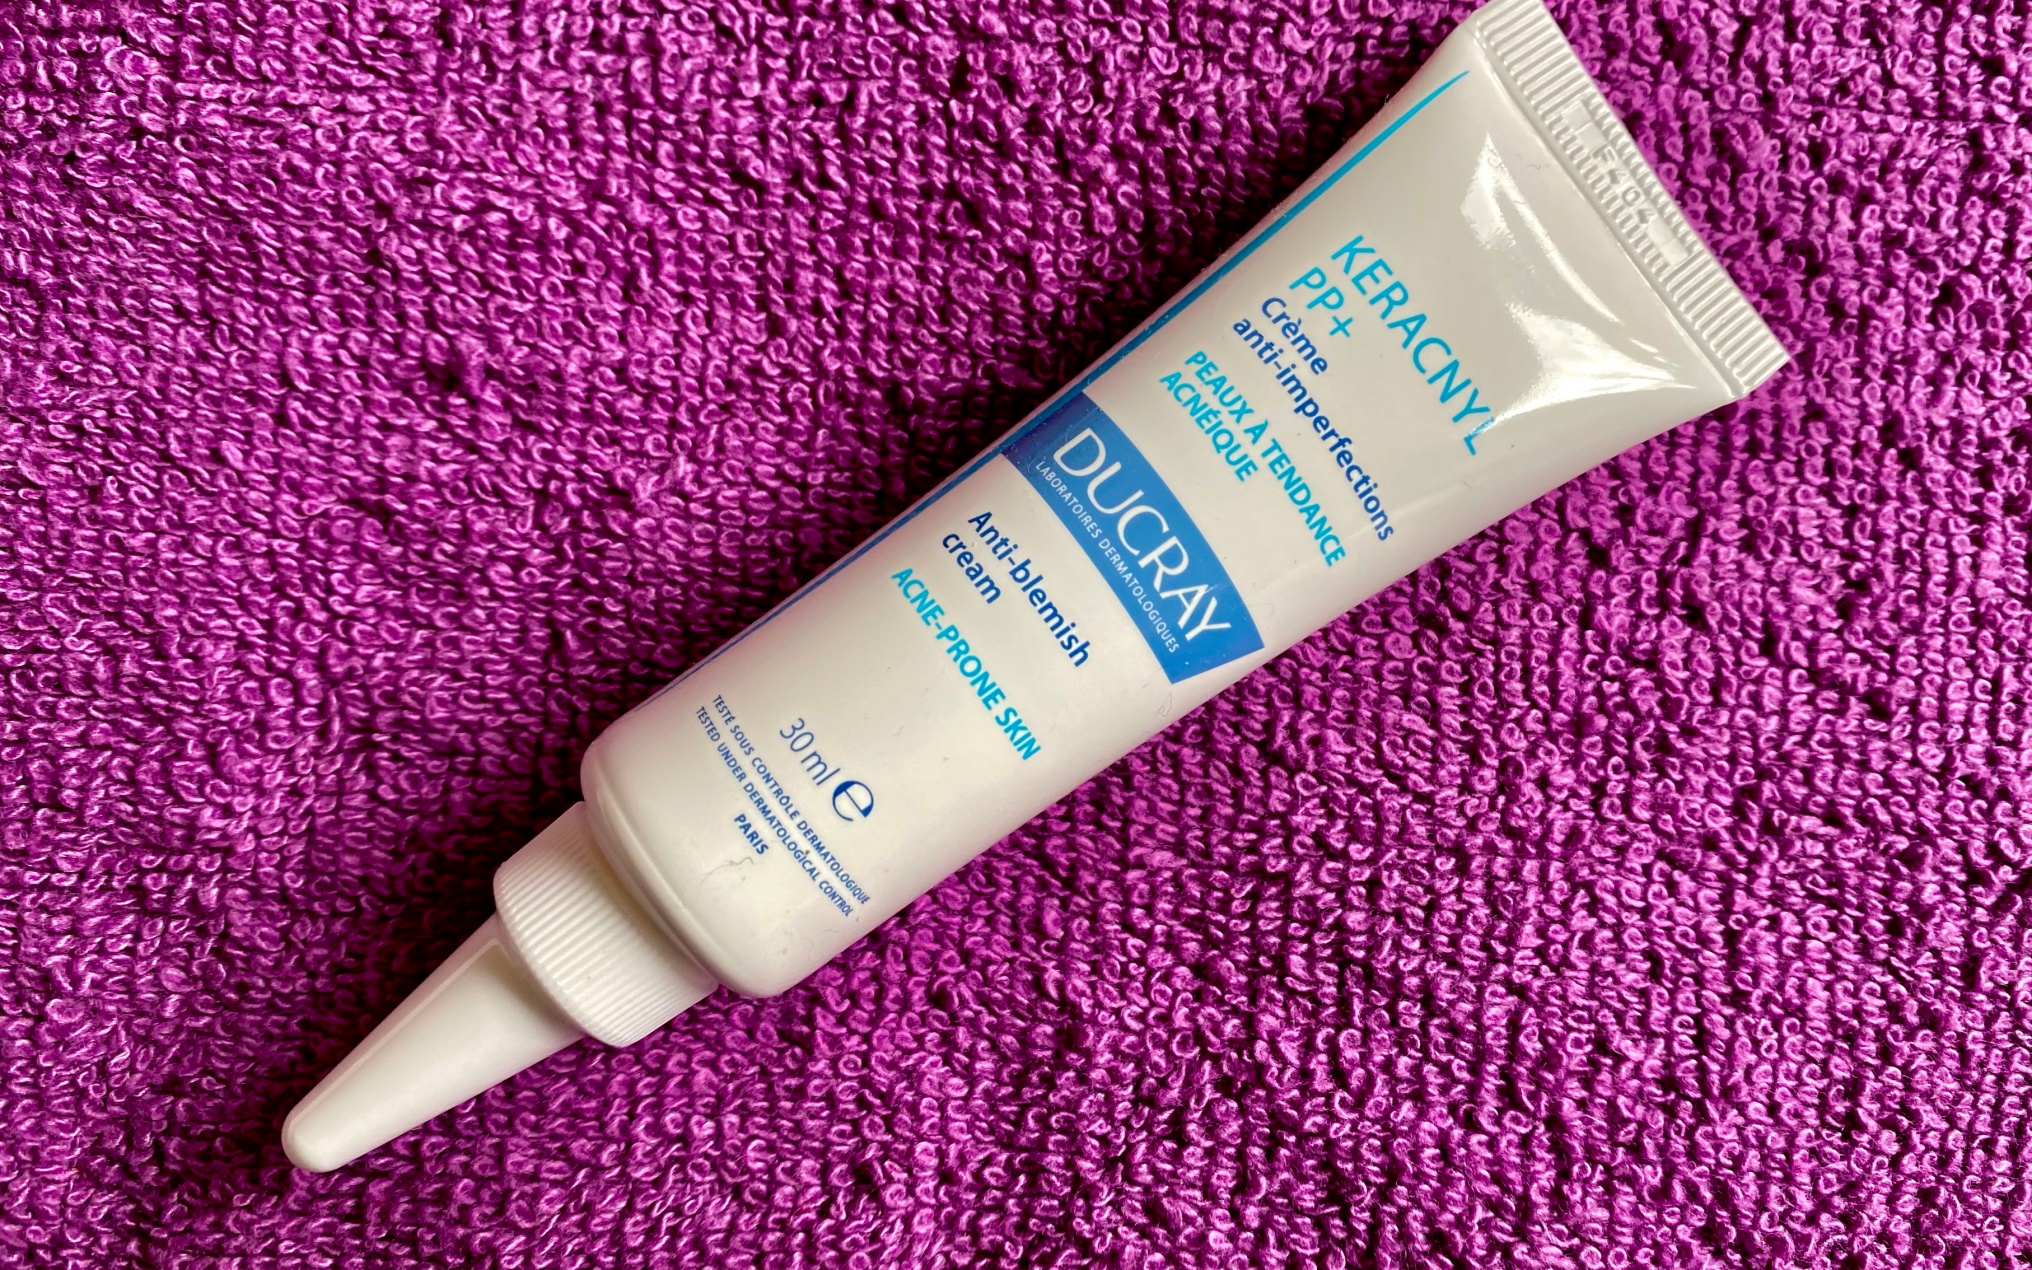 F404
KERACNYL
PP+
Crème
anti-imperfections
PEAUX À TENDANCE
ACNÉIQUE
DUCRAY
LABORATOIRES DERMATOLOGIQUES
Anti-blemish
cream
ACNE-PRONE SKIN
30 ml e
TESTÉ SOUS CONTRÔLE DERMATOLOGIQUE
TESTED UNDER DERMATOLOGICAL CONTROL
PARIS